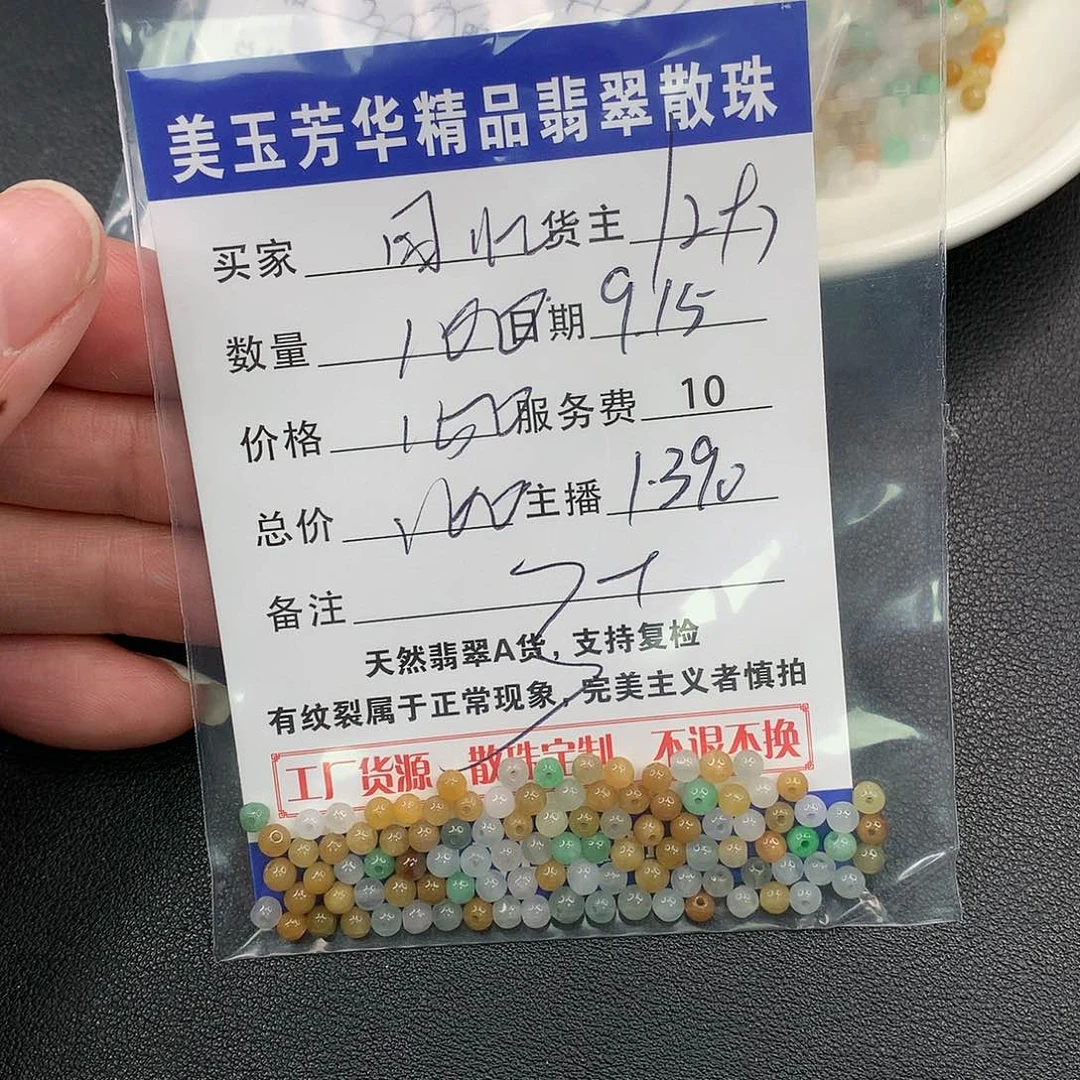 美玉芳华精品翡翠散珠
买家 货主
数量 100 日期 9 15
价格 服务费 10
总价 主播 1390
备注
天然翡翠A货，支持复检
有纹裂属于正常现象，完美主义者慎拍
工厂货源 散珠定制 不退不换